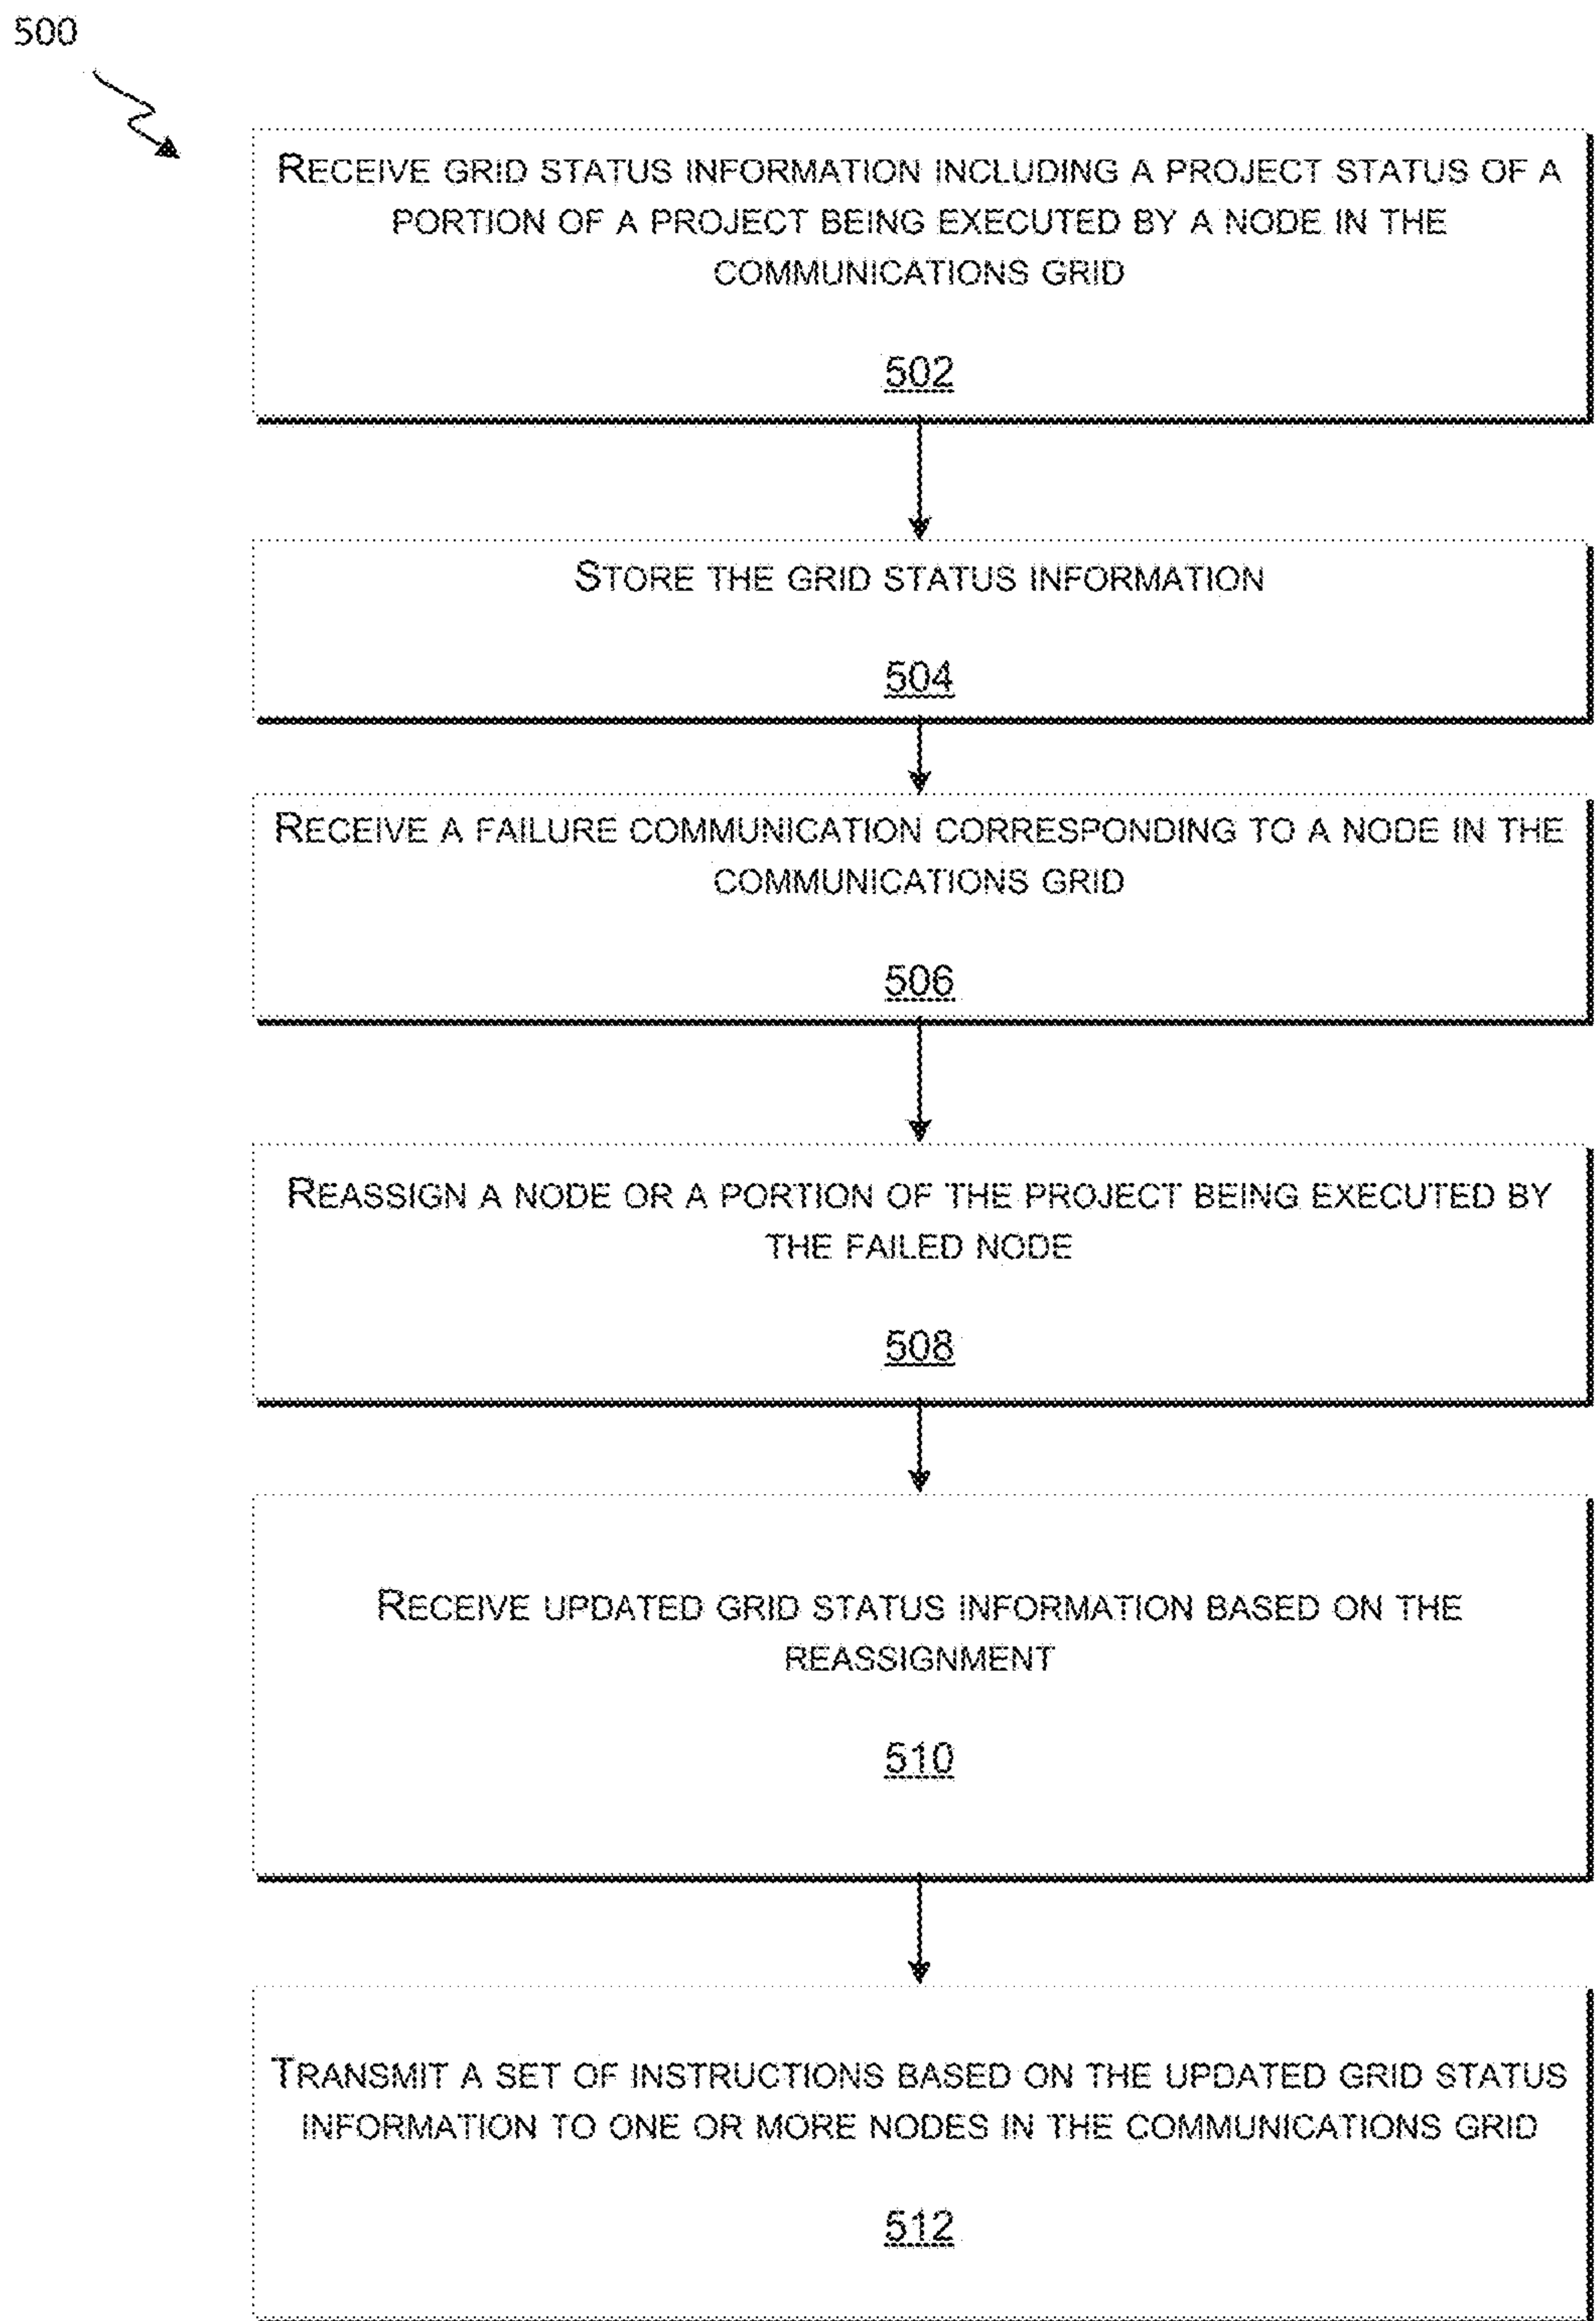 500
RECEIVE GRID STATUS INFORMATION INCLUDING A PROJECT STATUS OF A
PORTION OF A PROJECT BEING EXECUTED BY A NODE IN THE
COMMUNICATIONS GRID
502
STORE THE GRID STATUS INFORMATION
504
RECEIVE A FAILURE COMMUNICATION CORRESPONDING TO A NODE IN THE
COMMUNICATIONS GRID
506
REASSIGN A NODE OR A PORTION OF THE PROJECT BEING EXECUTED BY
THE FAILED NODE
508
RECEIVE UPDATED GRID STATUS INFORMATION BASED ON THE
REASSIGNMENT
510
TRANSMIT A SET OF INSTRUCTIONS BASED ON THE UPDATED GRID STATUS
INFORMATION TO ONE OR MORE NODES IN THE COMMUNICATIONS GRID
512